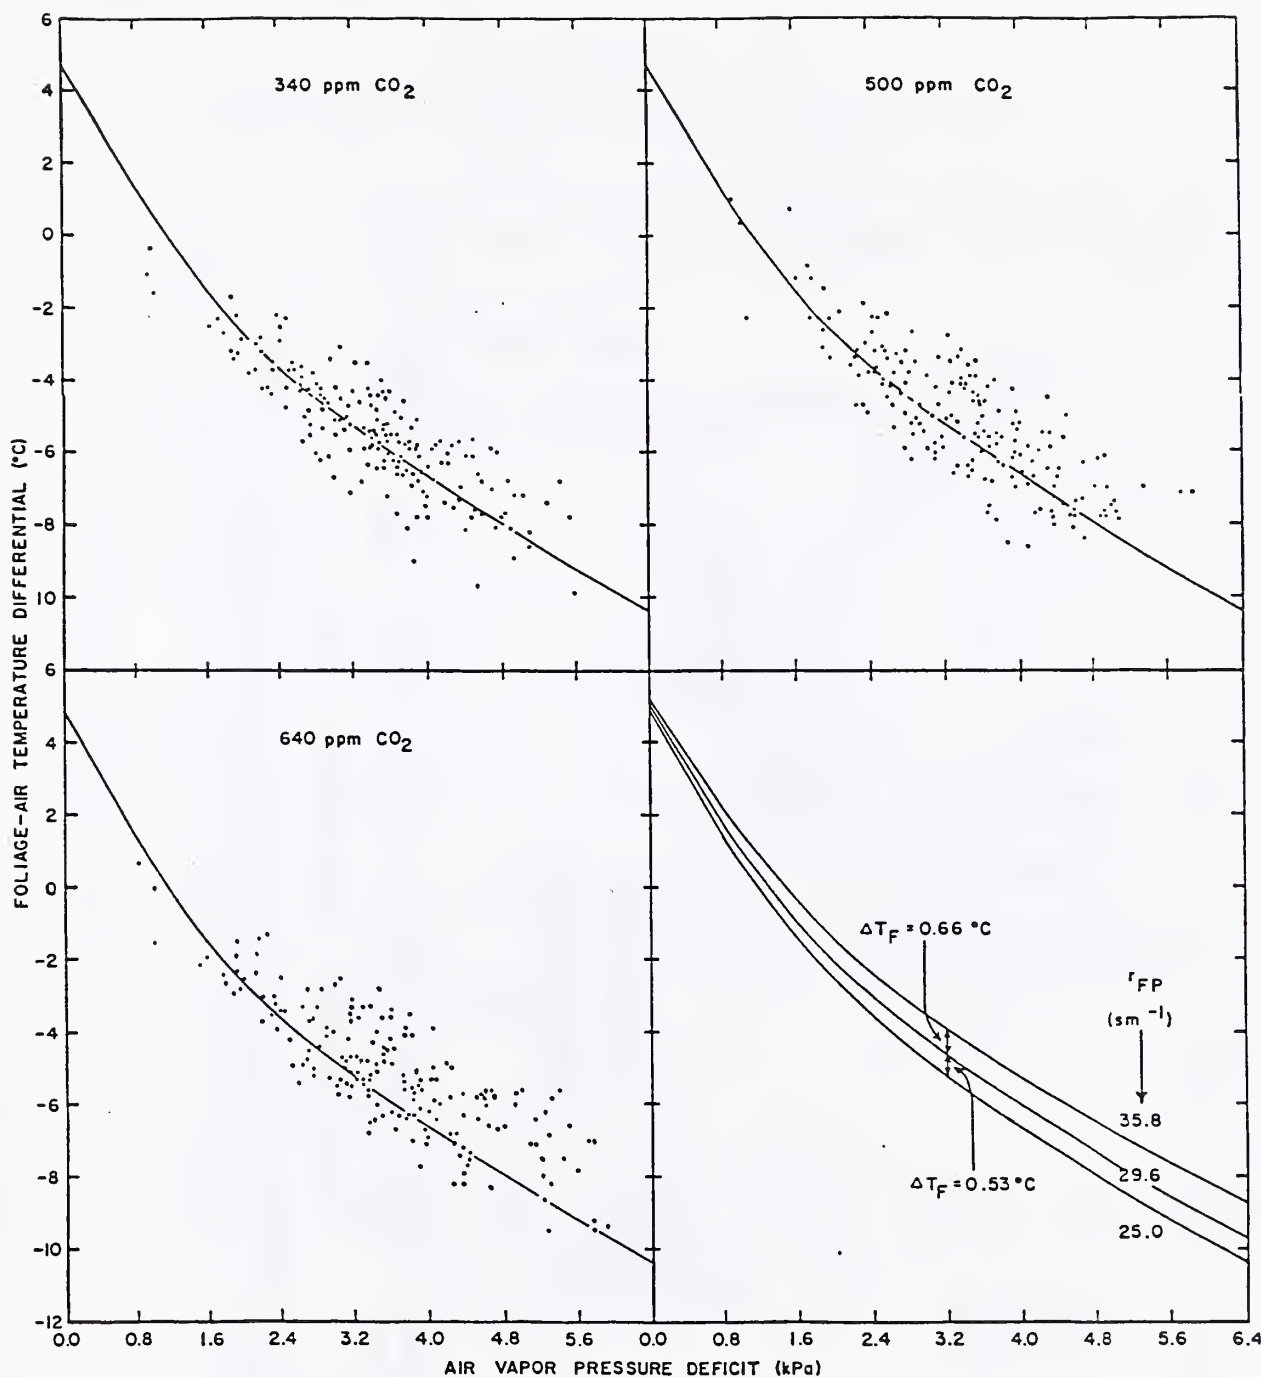 6
4
2
0
-2
-4
-6
-8
10
6
4
2
0
-2
-4
-6
-8
-10
-12
FOLIAGE-AIR TEMPERATURE DIFFERENTIAL (°C)
340 ppm CO2
500 ppm CO2
640 ppm CO2
ΔTF = 0.66 °C
ΔTF = 0.53 °C
rFP
(sm-1)
35.8
29.6
25.0
0.0 0.8 1.6 2.4 3.2 4.0 4.8 5.6 0.0 0.8 1.6 2.4 3.2 4.0 4.8 5.6 6.4
AIR VAPOR PRESSURE DEFICIT (kPa)